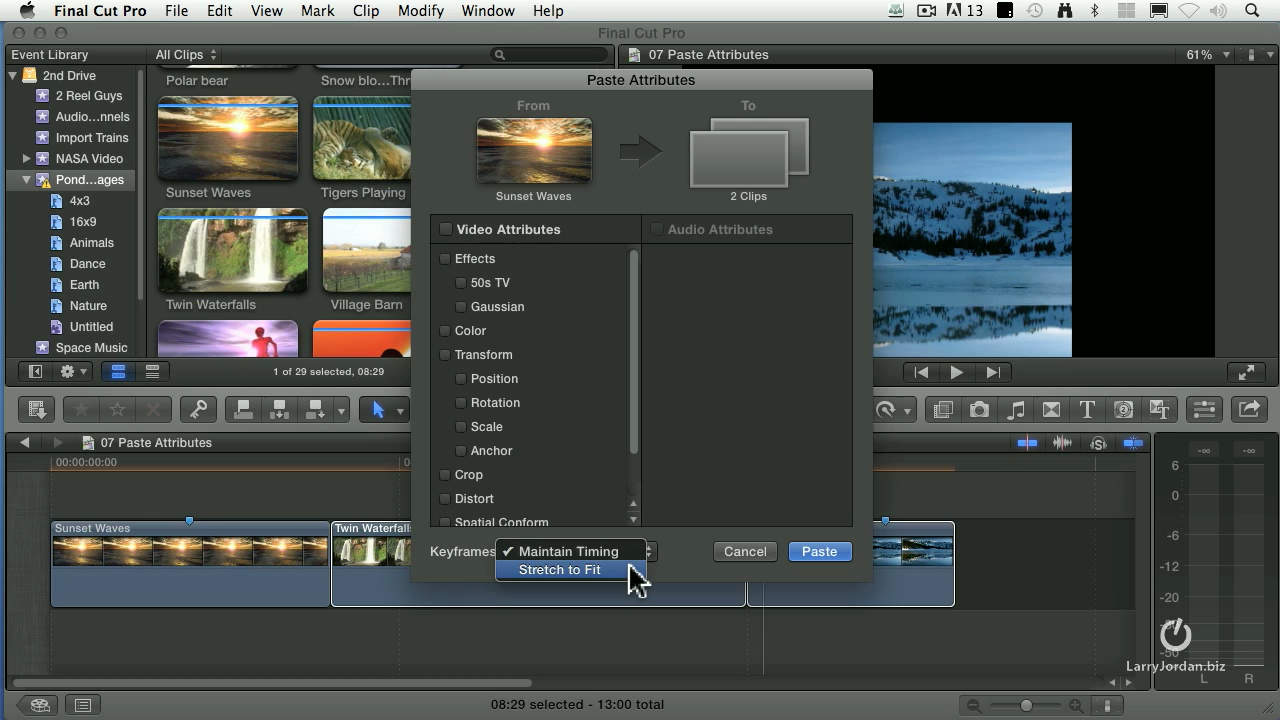 Final Cut Pro File Edit View Mark Clip Modify Window Help 13
Final Cut Pro
Event Library All Clips 07 Paste Attributes 61%
2nd Drive
2 Reel Guys
Audio...nnels
Import Trains
NASA Video
Pond...ages
4x3
16x9
Animals
Dance
Earth
Nature
Untitled
Space Music
Polar bear Snow blo...Thr
Sunset Waves Tigers Playing
Twin Waterfalls Village Barn
1 of 29 selected, 08:29
Paste Attributes
From To
Sunset Waves 2 Clips
Video Attributes Audio Attributes
Effects
50s TV
Gaussian
Color
Transform
Position
Rotation
Scale
Anchor
Crop
Distort
Spatial Conform
Keyframes ✓ Maintain Timing
Stretch to Fit
Cancel Paste
07 Paste Attributes
00:00:00:00 0
Sunset Waves Twin Waterfalls
-∞ -∞
6
0
-6
-12
-20
-50
L R
LarryJordan.biz
08:29 selected - 13:00 total